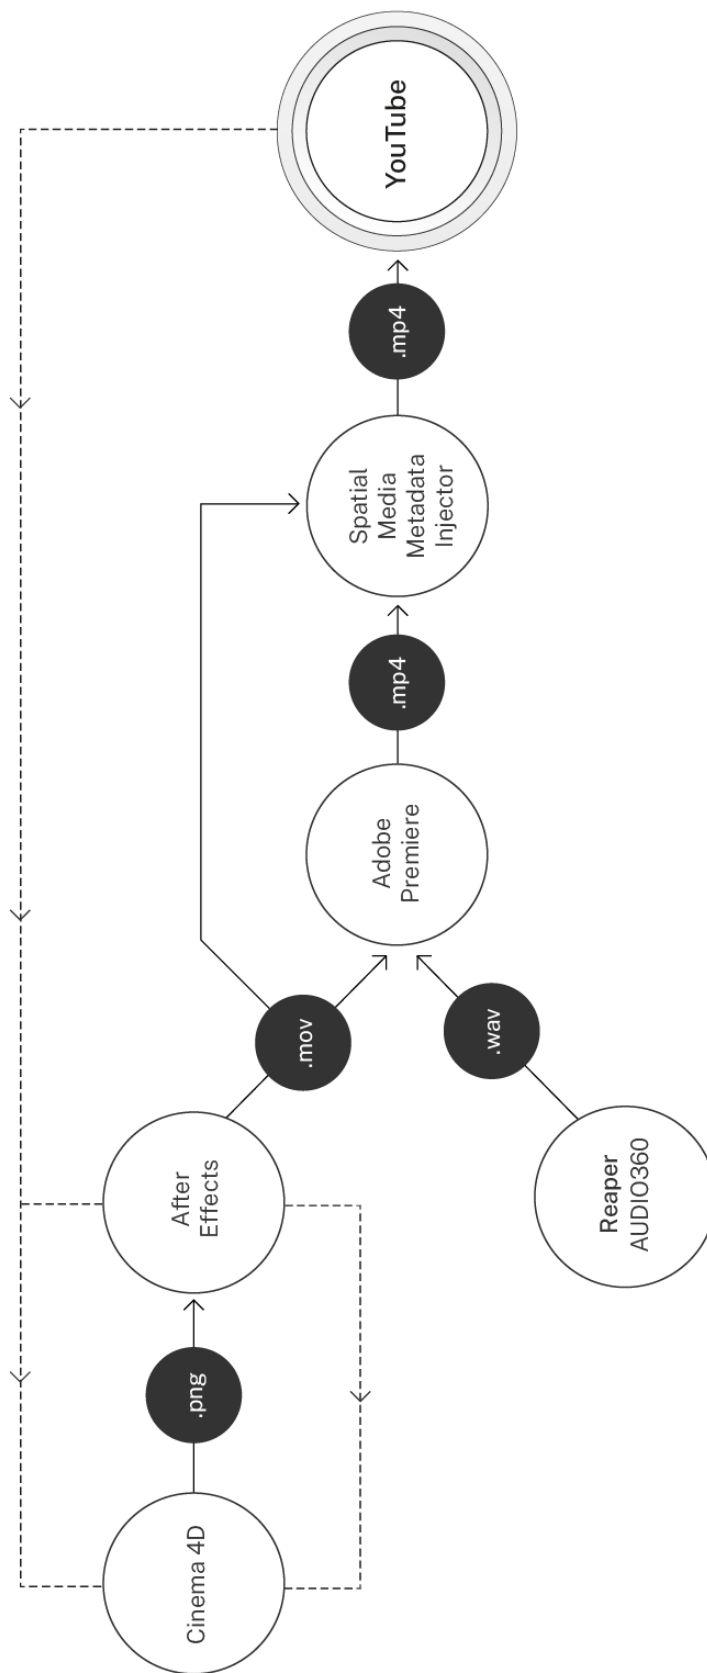 Cinema 4D
.png
After
Effects
.mov
Reaper
AUDIO360
.wav
Adobe
Premiere
.mp4
Spatial
Media
Metadata
Injector
.mp4
YouTube